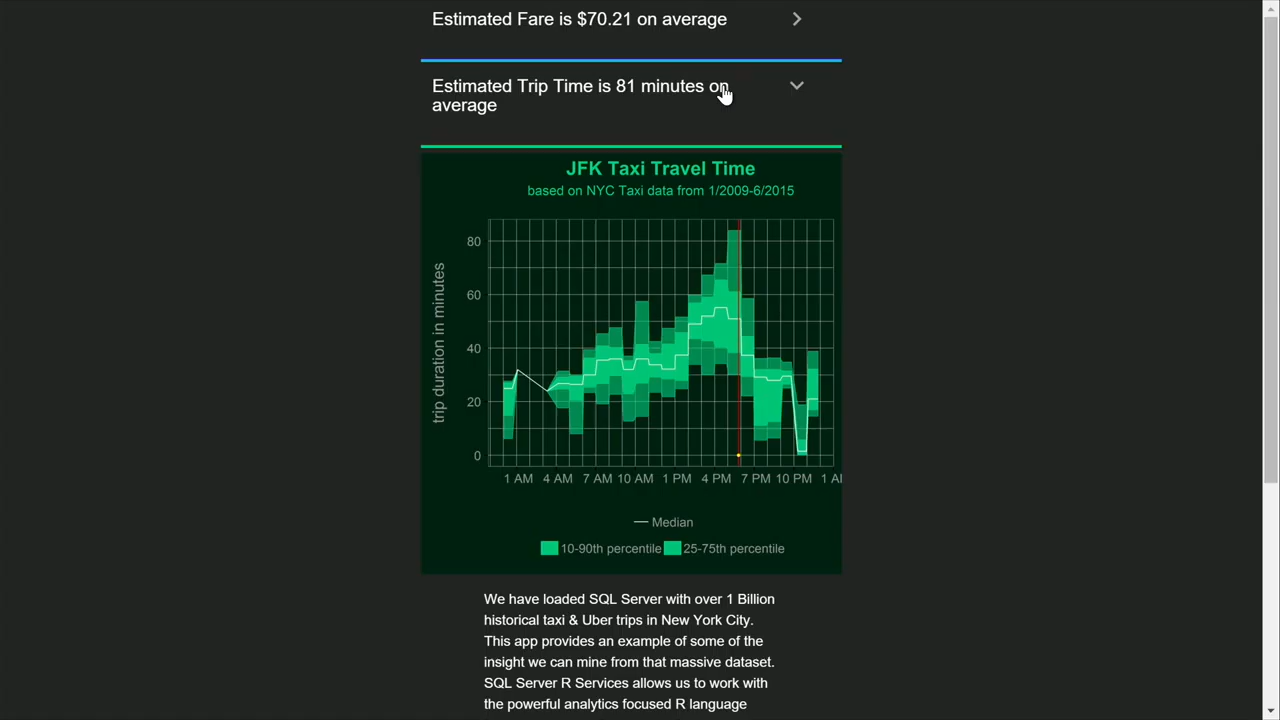 Estimated Fare is $70.21 on average
Estimated Trip Time is 81 minutes on
average
JFK Taxi Travel Time
based on NYC Taxi data from 1/2009-6/2015
trip duration in minutes
80
60
40
20
0
1 AM 4 AM 7 AM 10 AM 1 PM 4 PM 7 PM 10 PM 1 A
Median
10-90th percentile 25-75th percentile
We have loaded SQL Server with over 1 Billion
historical taxi & Uber trips in New York City.
This app provides an example of some of the
insight we can mine from that massive dataset.
SQL Server R Services allows us to work with
the powerful analytics focused R language